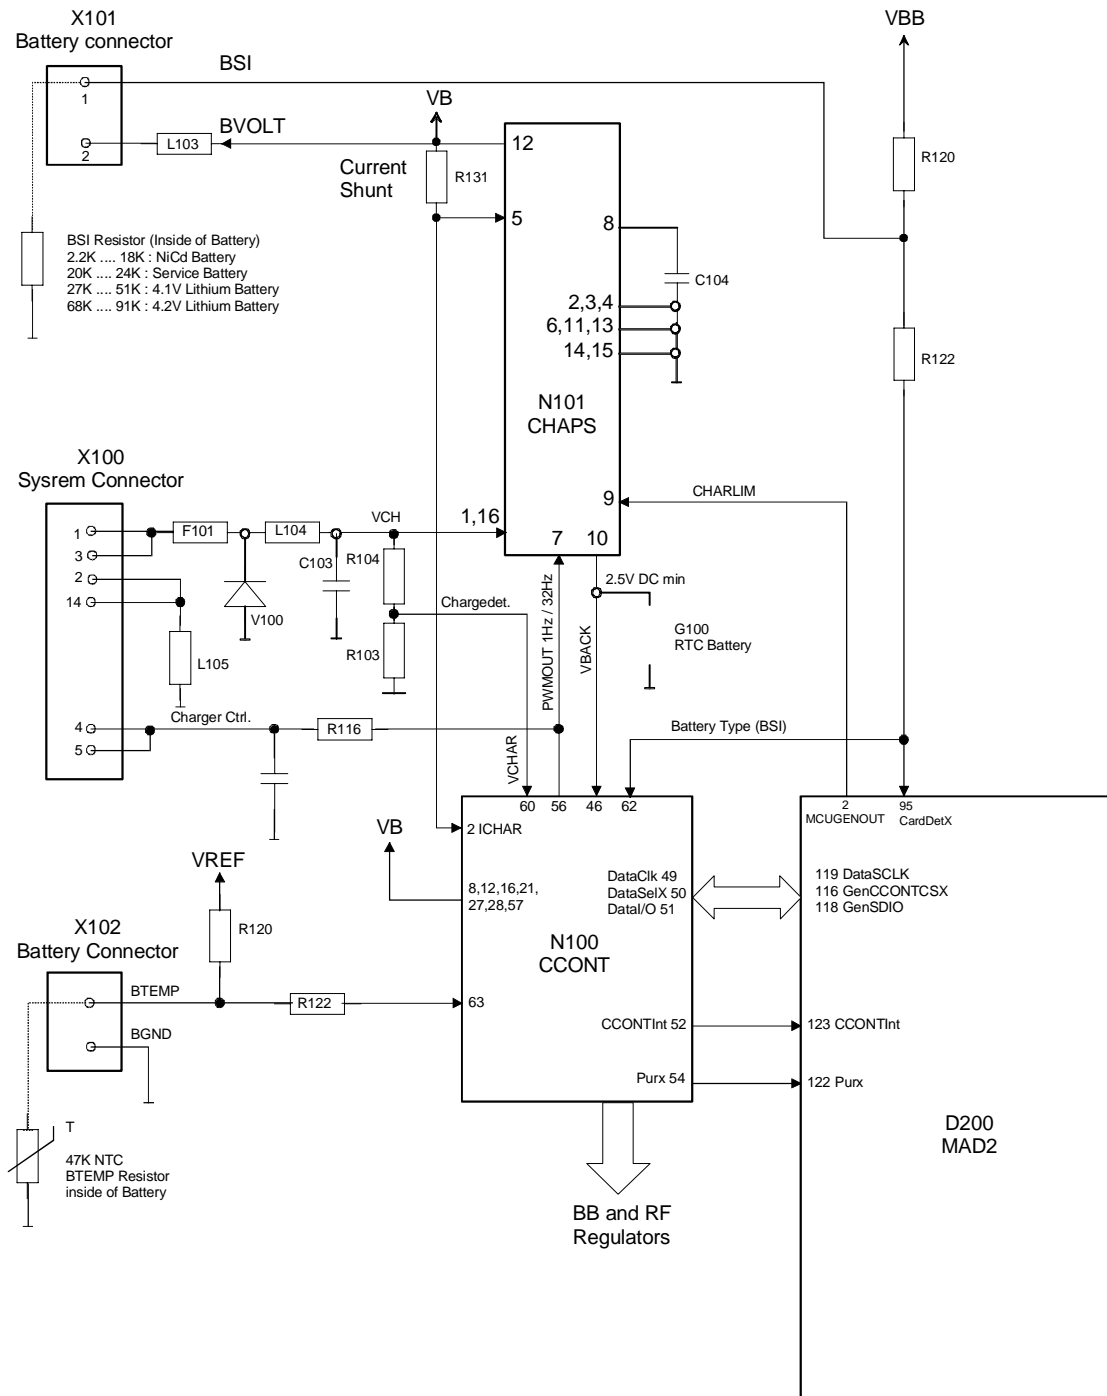 X101
Battery connector
VBB
BSI
1
VB
BVOLT
2
L103
12
R120
Current
Shunt
R131
5
8
BSI Resistor (Inside of Battery)
2.2K .... 18K : NiCd Battery
20K .... 24K : Service Battery
27K .... 51K : 4.1V Lithium Battery
68K .... 91K : 4.2V Lithium Battery
C104
2,3,4
6,11,13
14,15
R122
N101
CHAPS
X100
Sysrem Connector
CHARLIM
9
1
F101
L104
VCH
1,16
3
7
10
C103
R104
2
2.5V DC min
14
V100
Chargedet.
PWMOUT 1Hz / 32Hz
VBACK
G100
RTC Battery
R103
L105
Charger Ctrl.
4
5
R116
Battery Type (BSI)
VCHAR
60
56
46
62
2
MCUGENOUT
95
CardDetX
VB
2 ICHAR
VREF
8,12,16,21,
27,28,57
DataClk 49
DataSelX 50
DataI/O 51
119 DataSCLK
116 GenCCONTCSX
118 GenSDIO
R120
X102
Battery Connector
N100
CCONT
BTEMP
R122
63
BGND
CCONTInt 52
123 CCONTInt
Purx 54
122 Purx
T
47K NTC
BTEMP Resistor
inside of Battery
D200
MAD2
BB and RF
Regulators